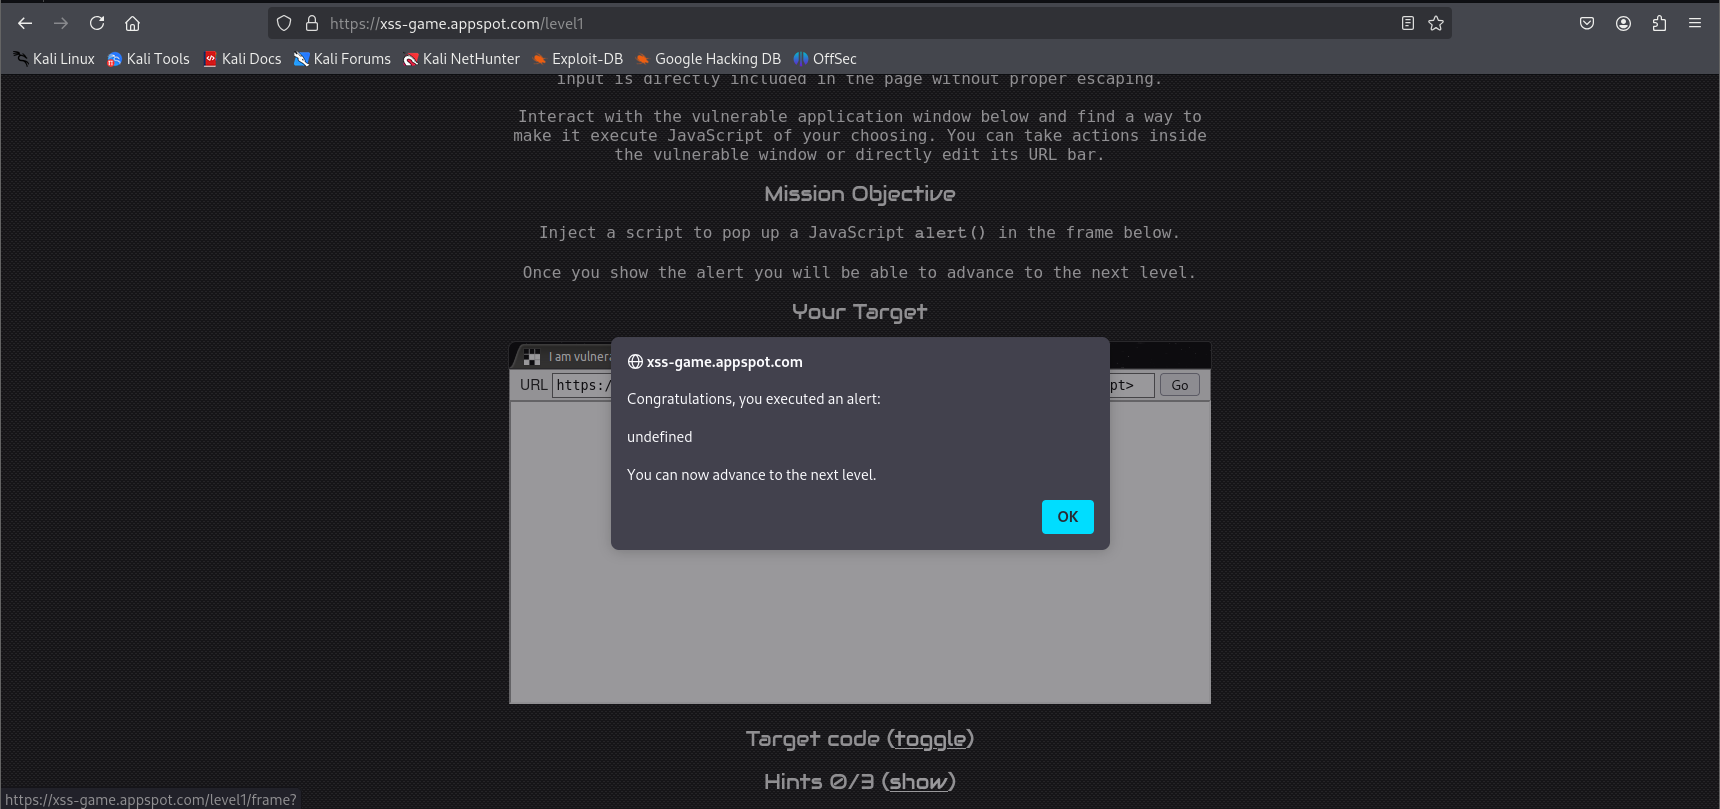 https://xss-game.appspot.com/level1
Kali Linux Kali Tools Kali Docs Kali Forums Kali NetHunter Exploit-DB Google Hacking DB OffSec
input is directly included in the page without proper escaping.
Interact with the vulnerable application window below and find a way to
make it execute JavaScript of your choosing. You can take actions inside
the vulnerable window or directly edit its URL bar.
Mission Objective
Inject a script to pop up a JavaScript alert() in the frame below.
Once you show the alert you will be able to advance to the next level.
Your Target
I am vulnera
URL https:/ pt> Go
xss-game.appspot.com
Congratulations, you executed an alert:
undefined
You can now advance to the next level.
OK
Target code (toggle)
Hints 0/3 (show)
https://xss-game.appspot.com/level1/frame?